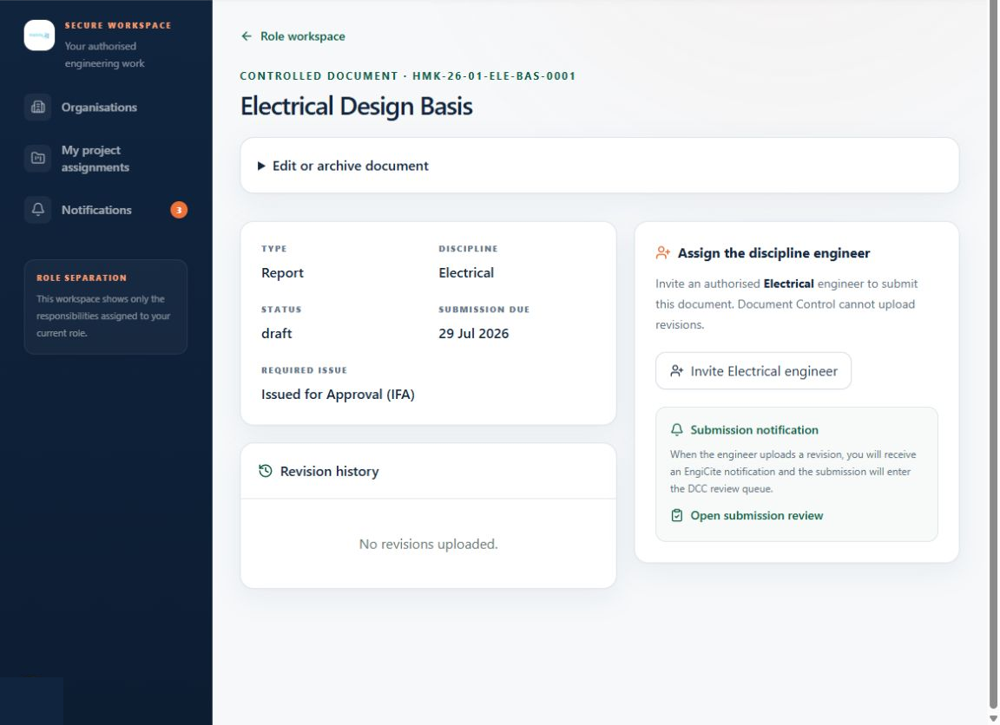 SECURE WORKSPACE
Your authorised
engineering work
Organisations
My project
assignments
Notifications
3
ROLE SEPARATION
This workspace shows only the
responsibilities assigned to your
current role.
Role workspace
CONTROLLED DOCUMENT · HMK-26-01-ELE-BAS-0001
Electrical Design Basis
Edit or archive document
TYPE
Report
DISCIPLINE
Electrical
STATUS
draft
SUBMISSION DUE
29 Jul 2026
REQUIRED ISSUE
Issued for Approval (IFA)
Revision history
No revisions uploaded.
Assign the discipline engineer
Invite an authorised Electrical engineer to submit
this document. Document Control cannot upload
revisions.
Invite Electrical engineer
Submission notification
When the engineer uploads a revision, you will receive
an EngiCite notification and the submission will enter
the DCC review queue.
Open submission review